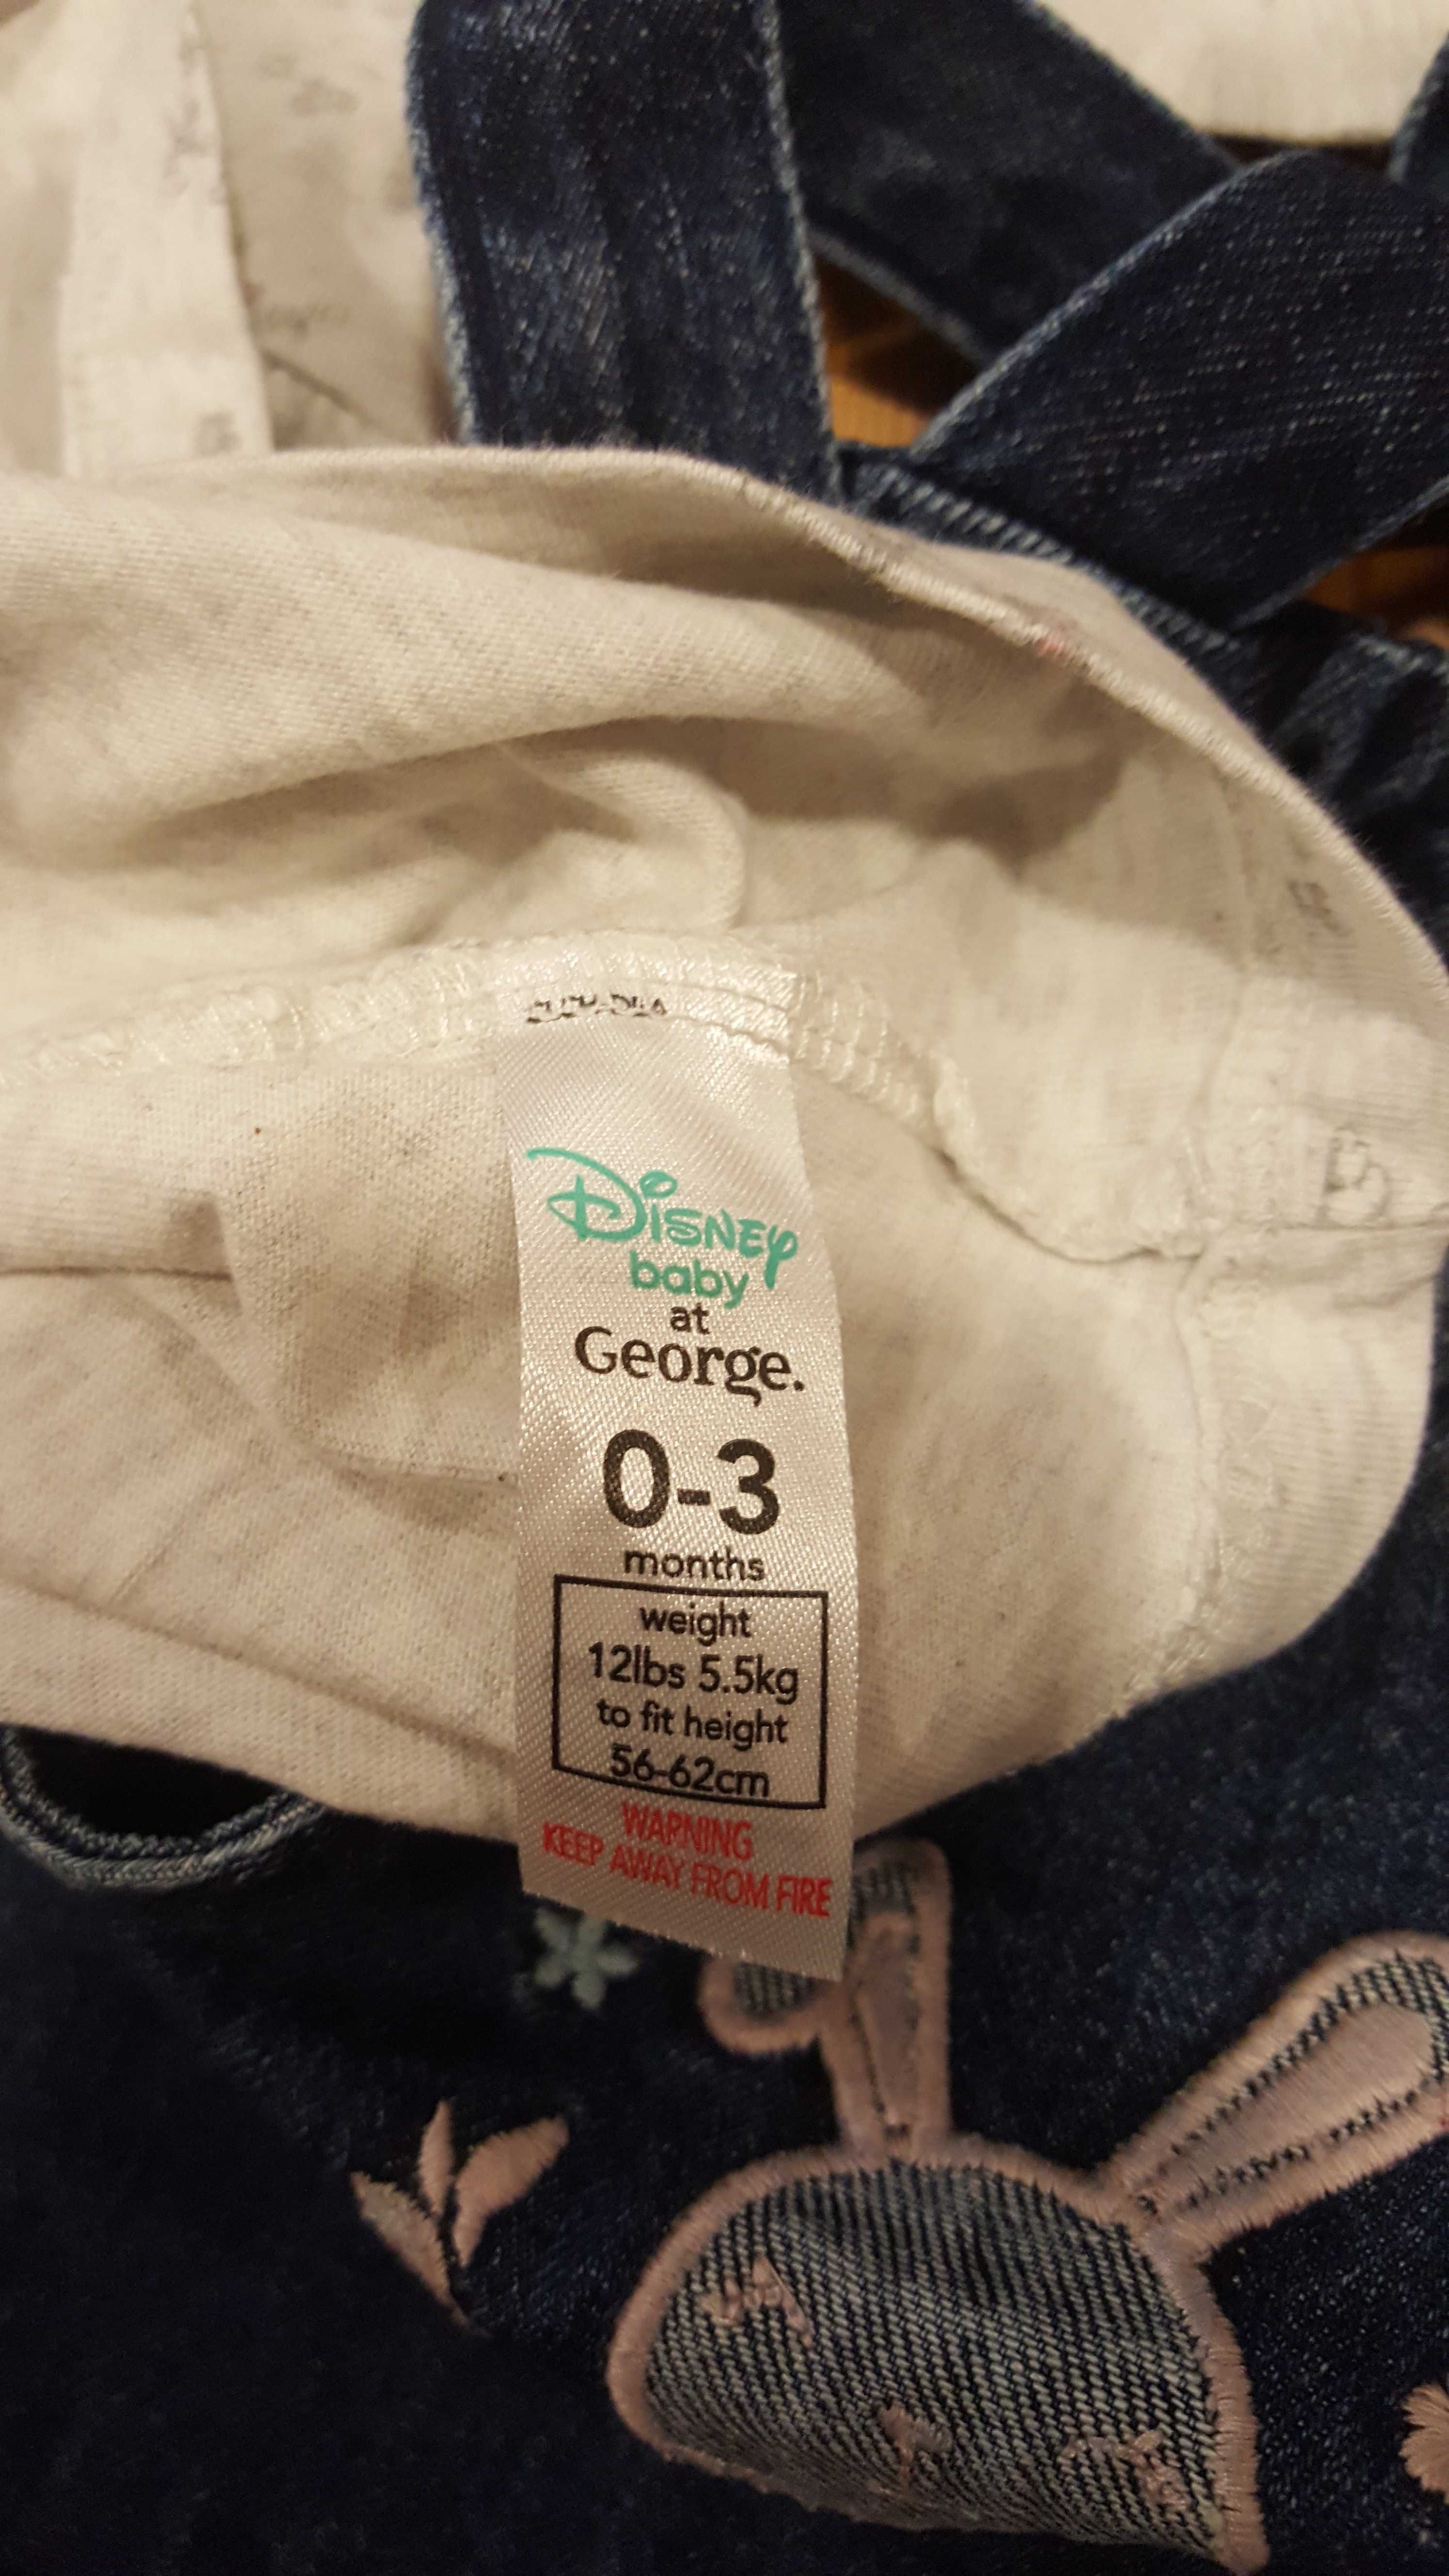 Disney
baby
at
George.
0-3
months
weight
12lbs 5.5kg
to fit height
56-62cm
WARNING
KEEP AWAY FROM FIRE